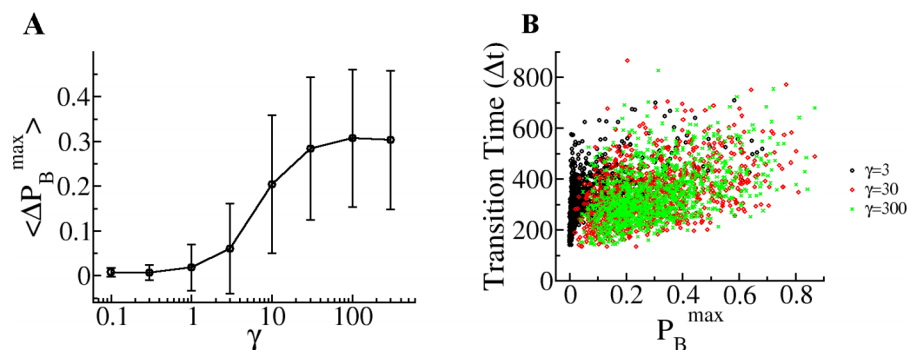 A
<ΔP_B^max>
0.4
0.3
0.2
0.1
0
0.1 1 10 100
γ
B
Transition Time (Δt)
800
600
400
200
0
0 0.2 0.4 0.6 0.8
P_B^max
γ=3
γ=30
γ=300